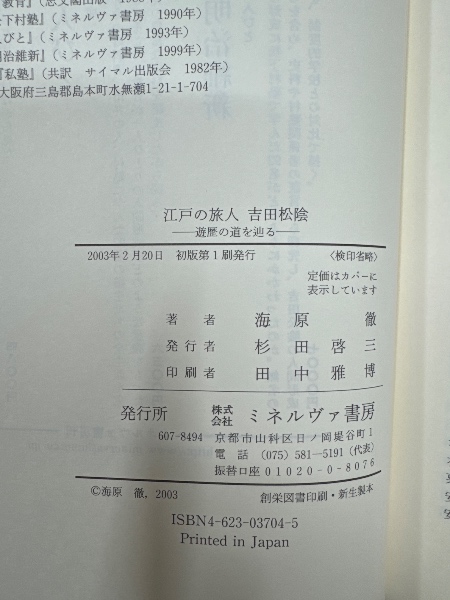 教育』(思文閣出版
下村塾』(ミネルヴァ書房 1990年)
びと』(ミネルヴァ書房 1993年)
治維新』(ミネルヴァ書房 1999年)
『私塾』(共訳 サイマル出版会 1982年)
大阪府三島郡島本町水無瀬1-21-1-704
江戸の旅人 吉田松陰
──遊歴の道を辿る──
2003年2月20日 初版第1刷発行 〈検印省略〉
定価はカバーに
表示しています
著者 海原 徹
発行者 杉田啓三
印刷者 田中雅博
発行所 株式会社 ミネルヴァ書房
607-8494 京都市山科区日ノ岡堤谷町1
電話 (075) 581-5191 (代表)
振替口座 01020-0-8076
©海原 徹, 2003 創栄図書印刷・新生製本
ISBN4-623-03704-5
Printed in Japan